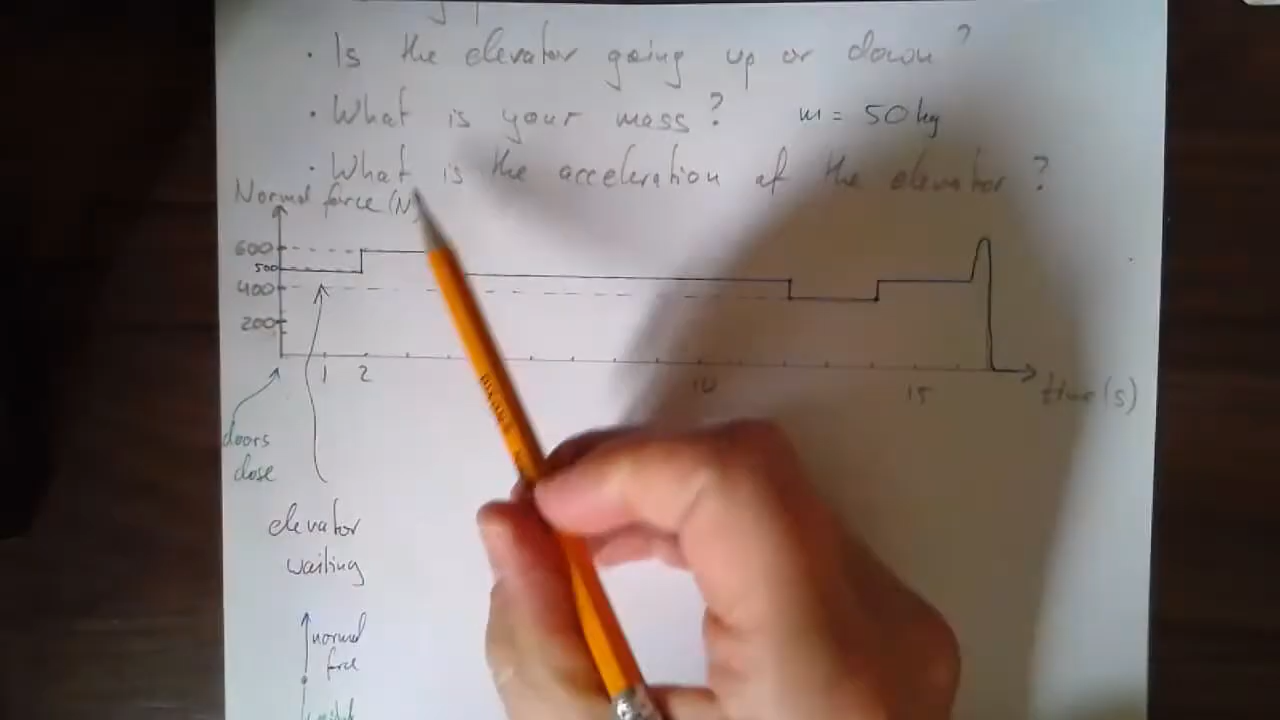 · Is the elevator going up or down?
· What is your mass? m = 50 kg
· What is the acceleration of the elevator?
Normal force (N)
600
500
400
200
1 2 10 15 time (s)
doors
close
elevator
waiting
normal
force